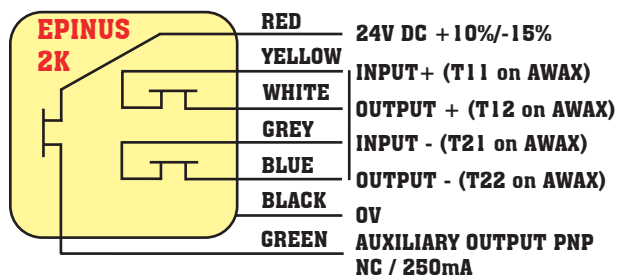 EPINUS
2K
RED
24V DC +10%/-15%
YELLOW
INPUT+ (T11 on AWAX)
WHITE
OUTPUT + (T12 on AWAX)
GREY
INPUT - (T21 on AWAX)
BLUE
OUTPUT - (T22 on AWAX)
BLACK
0V
GREEN
AUXILIARY OUTPUT PNP
NC / 250mA